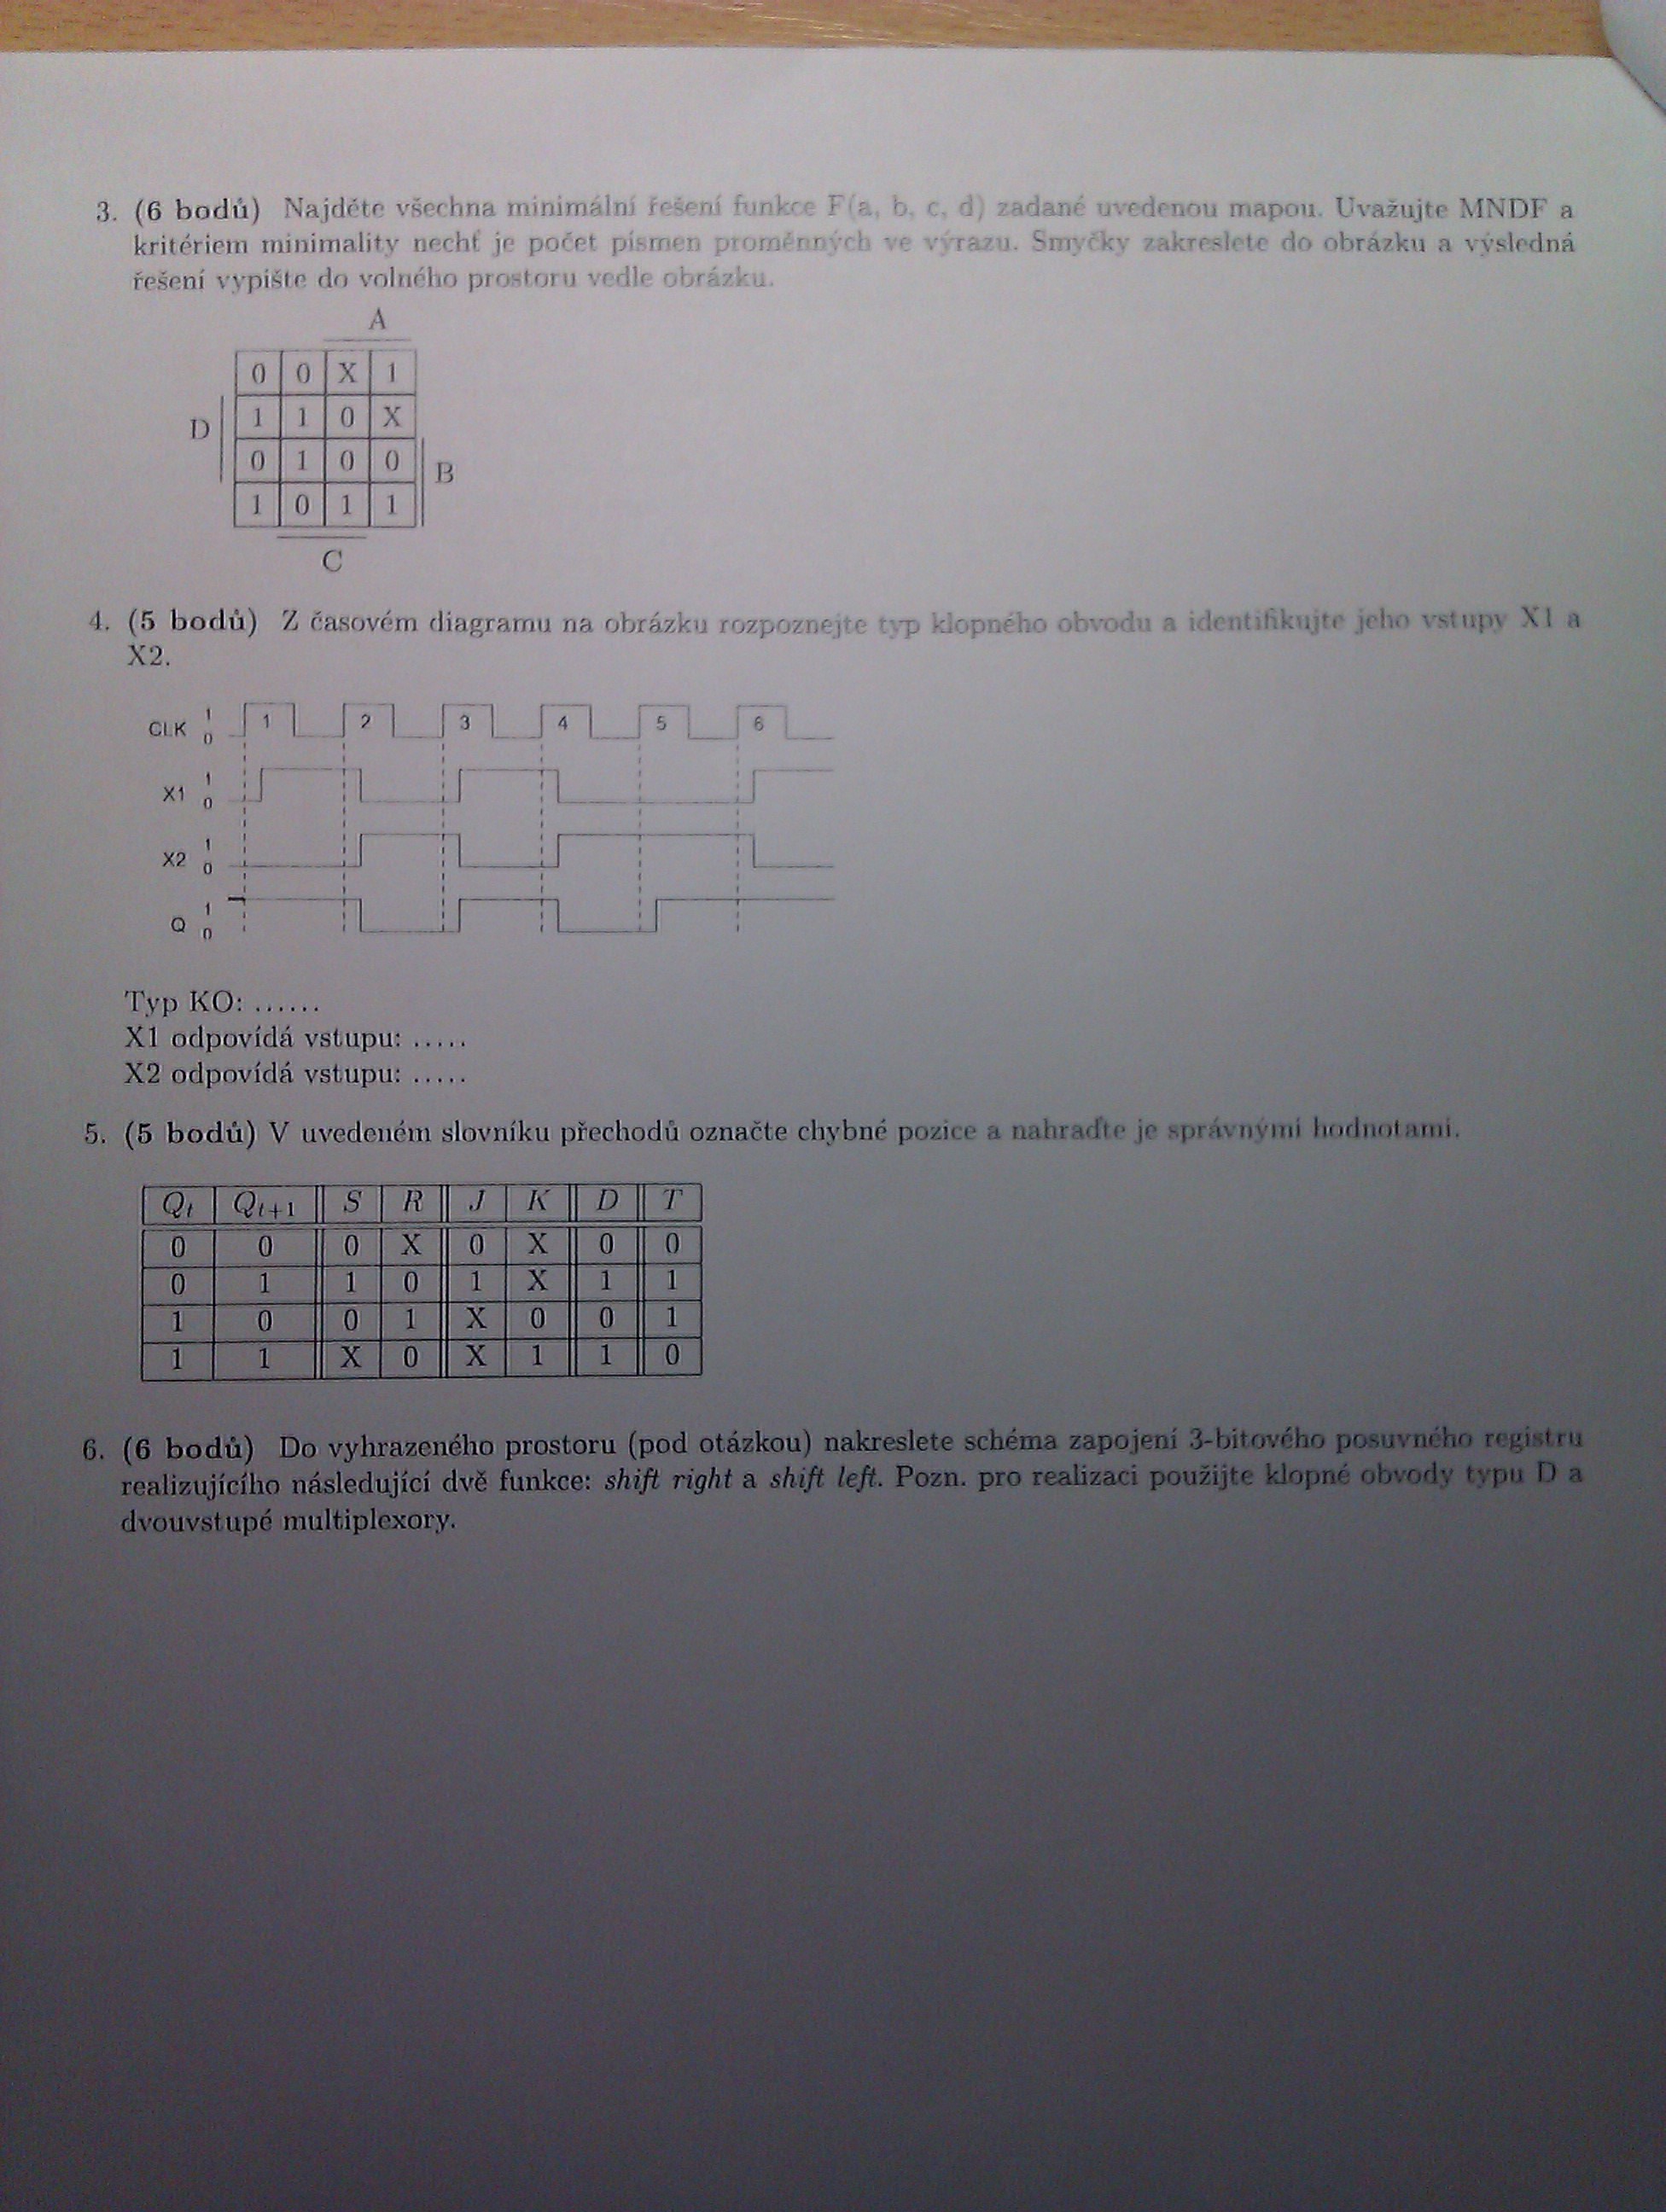 3. (6 bodů) Najděte všechna minimální řešení funkce F(a, b, c, d) zadané uvedenou mapou. Uvažujte MNDF a
kritériem minimality nechť je počet písmen proměnných ve výrazu. Smyčky zakreslete do obrázku a výsledná
řešení vypište do volného prostoru vedle obrázku.
A
0 0 X 1
1 1 0 X
D
0 1 0 0
B
1 0 1 1
C
4. (5 bodů) Z časovém diagramu na obrázku rozpoznejte typ klopného obvodu a identifikujte jeho vstupy X1 a
X2.
CLK 1 0 1 2 3 4 5 6
X1 1 0
X2 1 0
Q 1 0
Typ KO: ......
X1 odpovídá vstupu: .....
X2 odpovídá vstupu: .....
5. (5 bodů) V uvedeném slovníku přechodů označte chybné pozice a nahraďte je správnými hodnotami.
Qt Qt+1 S R J K D T
0 0 0 X 0 X 0 0
0 1 1 0 1 X 1 1
1 0 0 1 X 0 0 1
1 1 X 0 X 1 1 0
6. (6 bodů) Do vyhrazeného prostoru (pod otázkou) nakreslete schéma zapojení 3-bitového posuvného registru
realizujícího následující dvě funkce: shift right a shift left. Pozn. pro realizaci použijte klopné obvody typu D a
dvouvstupé multiplexory.